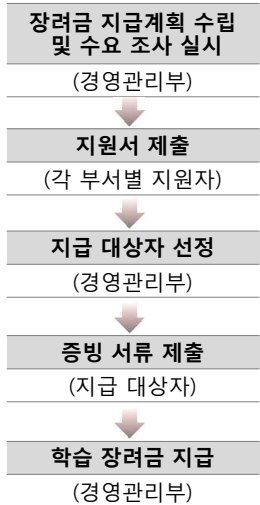 장려금 지급계획 수립
및 수요 조사 실시
(경영관리부)
지원서 제출
(각 부서별 지원자)
지급 대상자 선정
(경영관리부)
증빙 서류 제출
(지급 대상자)
학습 장려금 지급
(경영관리부)